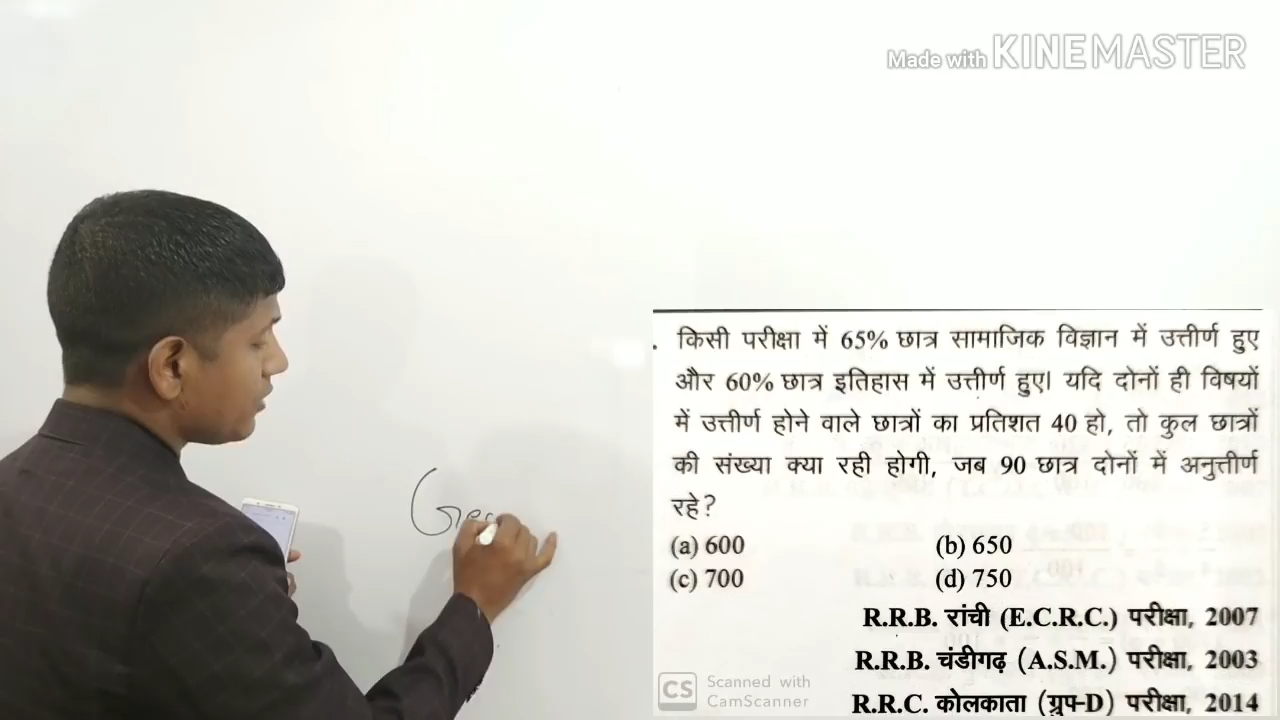 Made with KINEMASTER
. किसी परीक्षा में 65% छात्र सामाजिक विज्ञान में उत्तीर्ण हुए
और 60% छात्र इतिहास में उत्तीर्ण हुए। यदि दोनों ही विषयों
में उत्तीर्ण होने वाले छात्रों का प्रतिशत 40 हो, तो कुल छात्रों
की संख्या क्या रही होगी, जब 90 छात्र दोनों में अनुत्तीर्ण
रहे?
(a) 600 (b) 650
(c) 700 (d) 750
R.R.B. रांची (E.C.R.C.) परीक्षा, 2007
R.R.B. चंडीगढ़ (A.S.M.) परीक्षा, 2003
R.R.C. कोलकाता (ग्रुप-D) परीक्षा, 2014
CS Scanned with
CamScanner